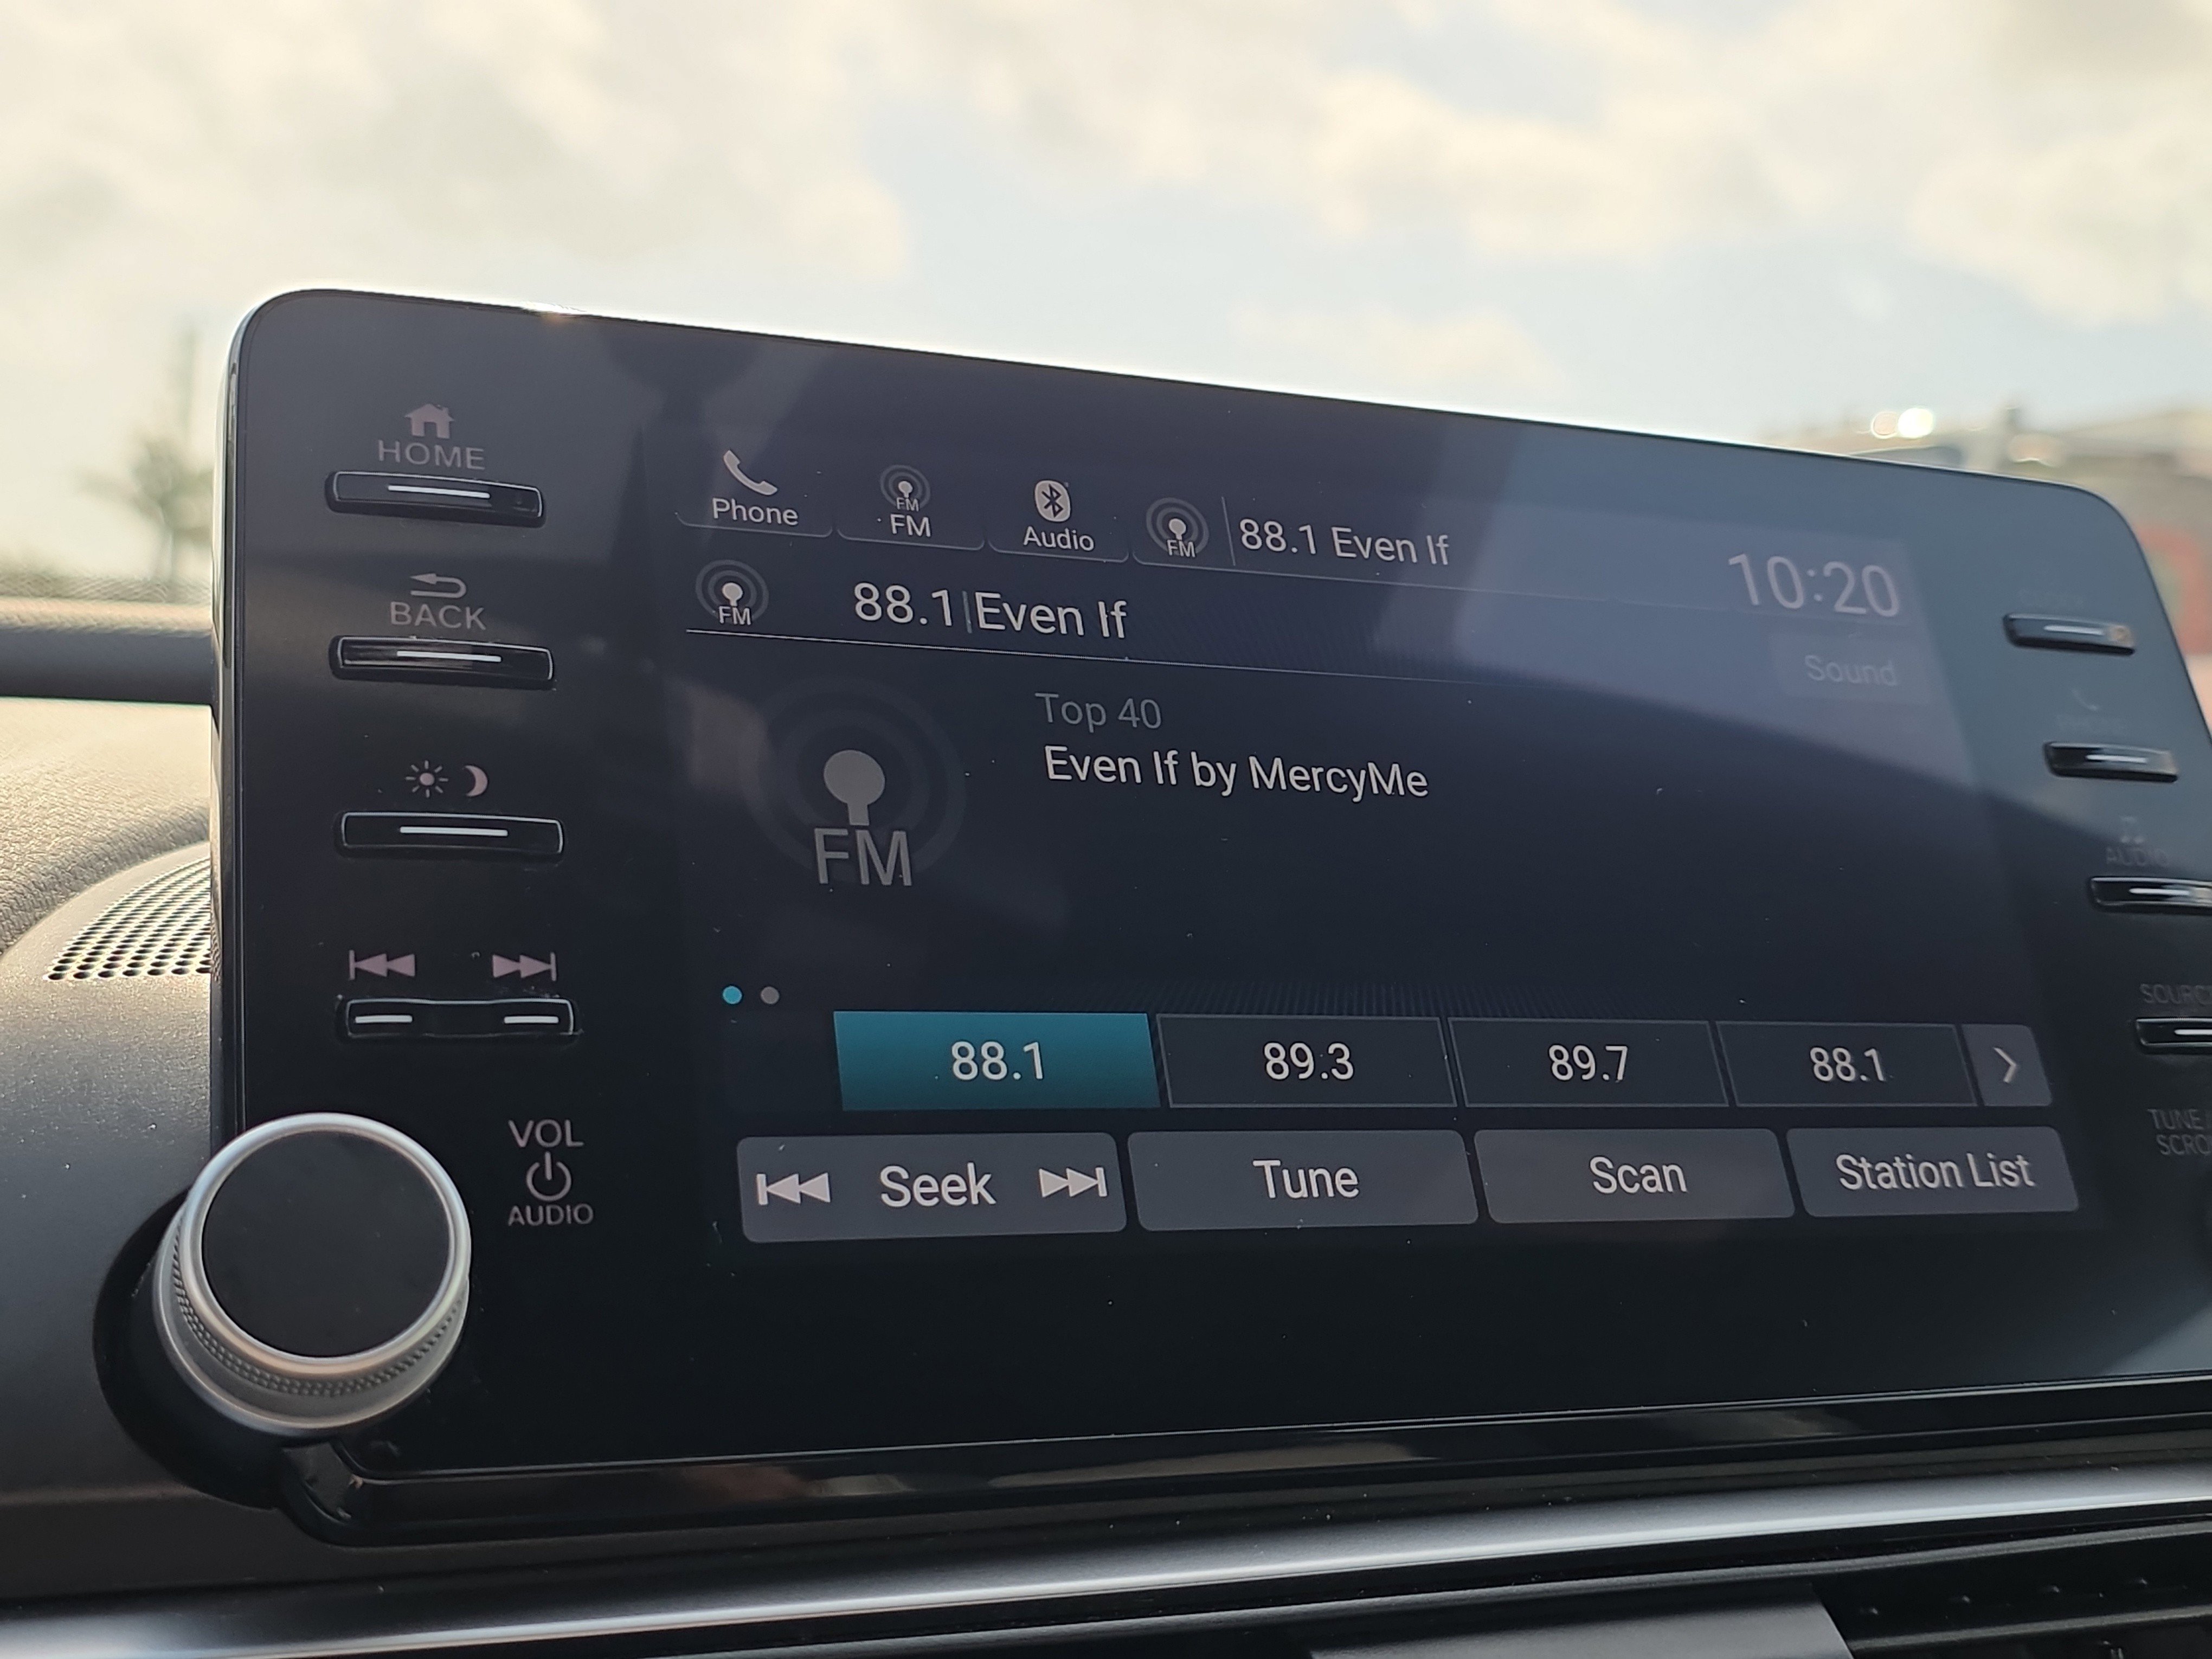 HOME
BACK
VOL
AUDIO
Phone
FM
FM
Audio
FM
88.1 Even If
10:20
FM
88.1 Even If
Sound
Top 40
Even If by MercyMe
FM
88.1
89.3
89.7
88.1
Seek
Tune
Scan
Station List
AUDIO